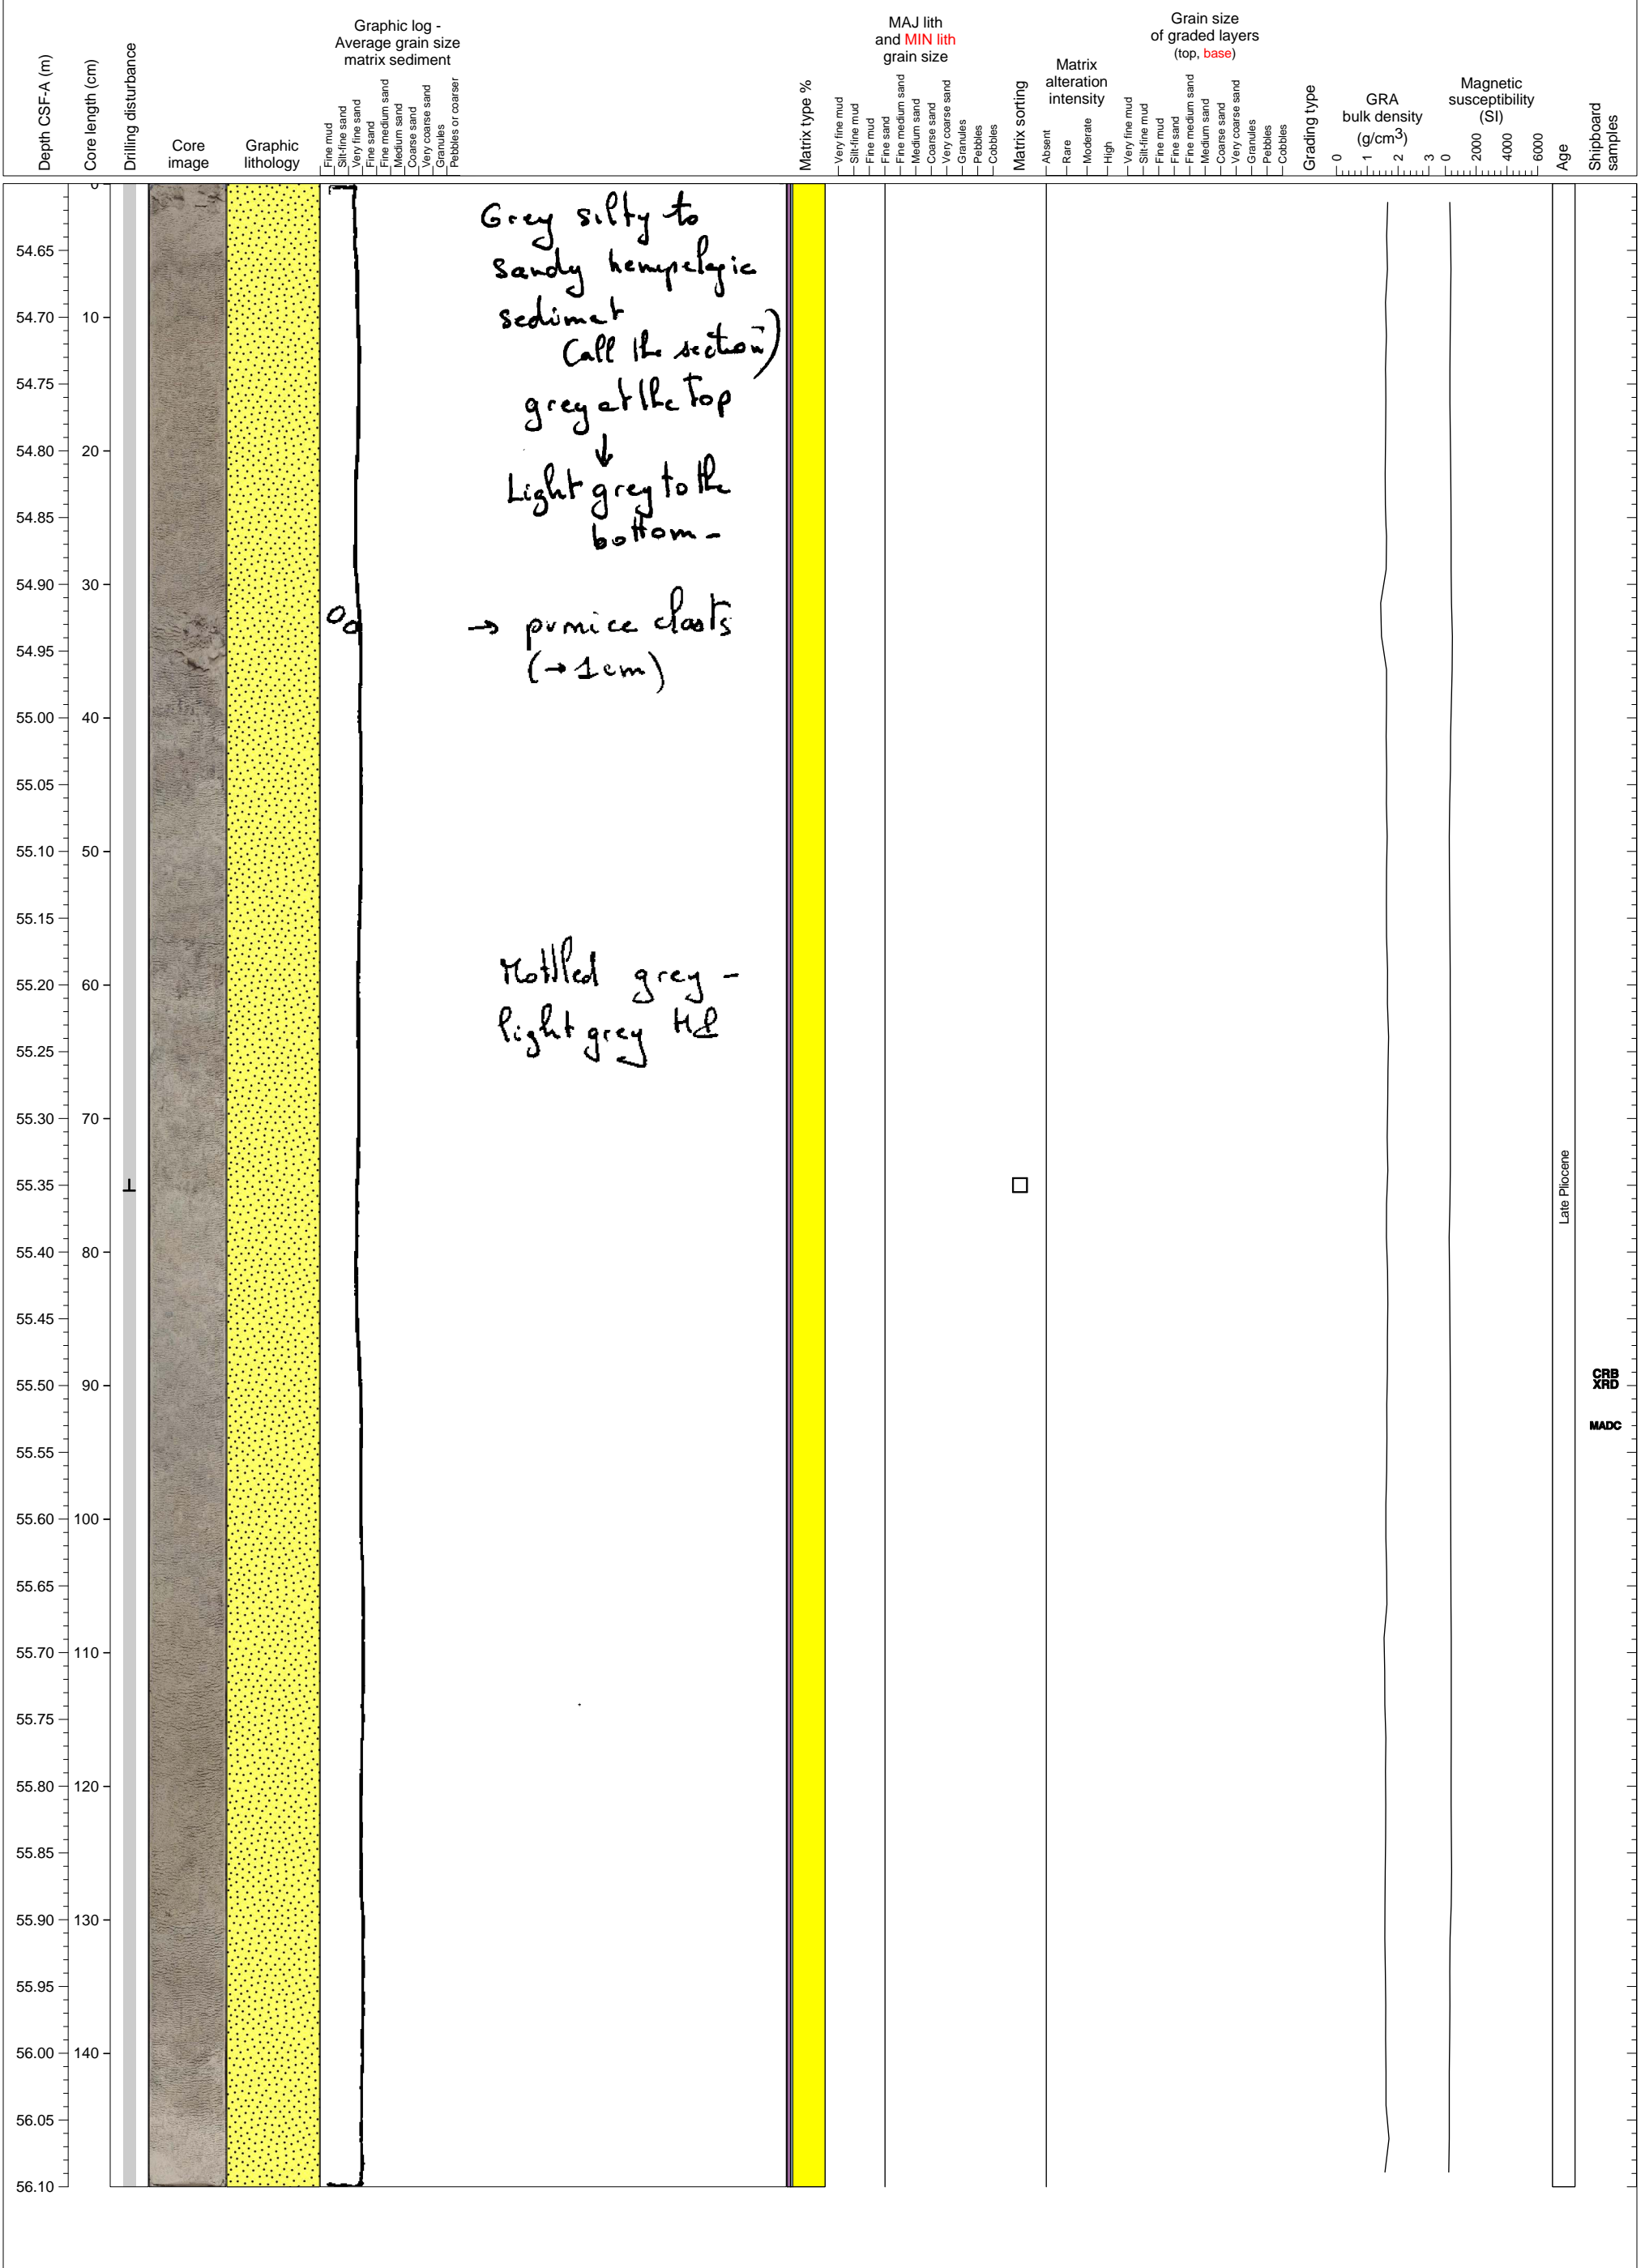 Depth CSF-A (m)
Core length (cm)
Drilling disturbance
Core
image
Graphic
lithology
Graphic log -
Average grain size
matrix sediment
Fine mud
Silt-fine sand
Very fine sand
Fine sand
Fine medium sand
Medium sand
Coarse sand
Very coarse sand
Granules
Pebbles or coarser
Matrix type %
MAJ lith
and MIN lith
grain size
Very fine mud
Silt-fine mud
Fine mud
Fine sand
Fine medium sand
Medium sand
Coarse sand
Very coarse sand
Granules
Pebbles
Cobbles
Matrix sorting
Matrix
alteration
intensity
Absent
Rare
Moderate
High
Grain size
of graded layers
(top, base)
Very fine mud
Silt-fine mud
Fine mud
Fine sand
Fine medium sand
Medium sand
Coarse sand
Very coarse sand
Granules
Pebbles
Cobbles
Grading type
GRA
bulk density
(g/cm3)
0 1 2 3
Magnetic
susceptibility
(SI)
0 2000 4000 6000
Age
Shipboard
samples
0
54.65
54.70 10
54.75
54.80 20
54.85
54.90 30
54.95
55.00 40
55.05
55.10 50
55.15
55.20 60
55.25
55.30 70
55.35
55.40 80
55.45
55.50 90
55.55
55.60 100
55.65
55.70 110
55.75
55.80 120
55.85
55.90 130
55.95
56.00 140
56.05
56.10
Grey silty to
sandy hemipelagic
sedimet
(all the section)
grey at the top
↓
Light grey to the
bottom -
→ pumice clasts
(→ 1 cm)
Mottled grey -
light grey
Late Pliocene
CRB
XRD
MADC